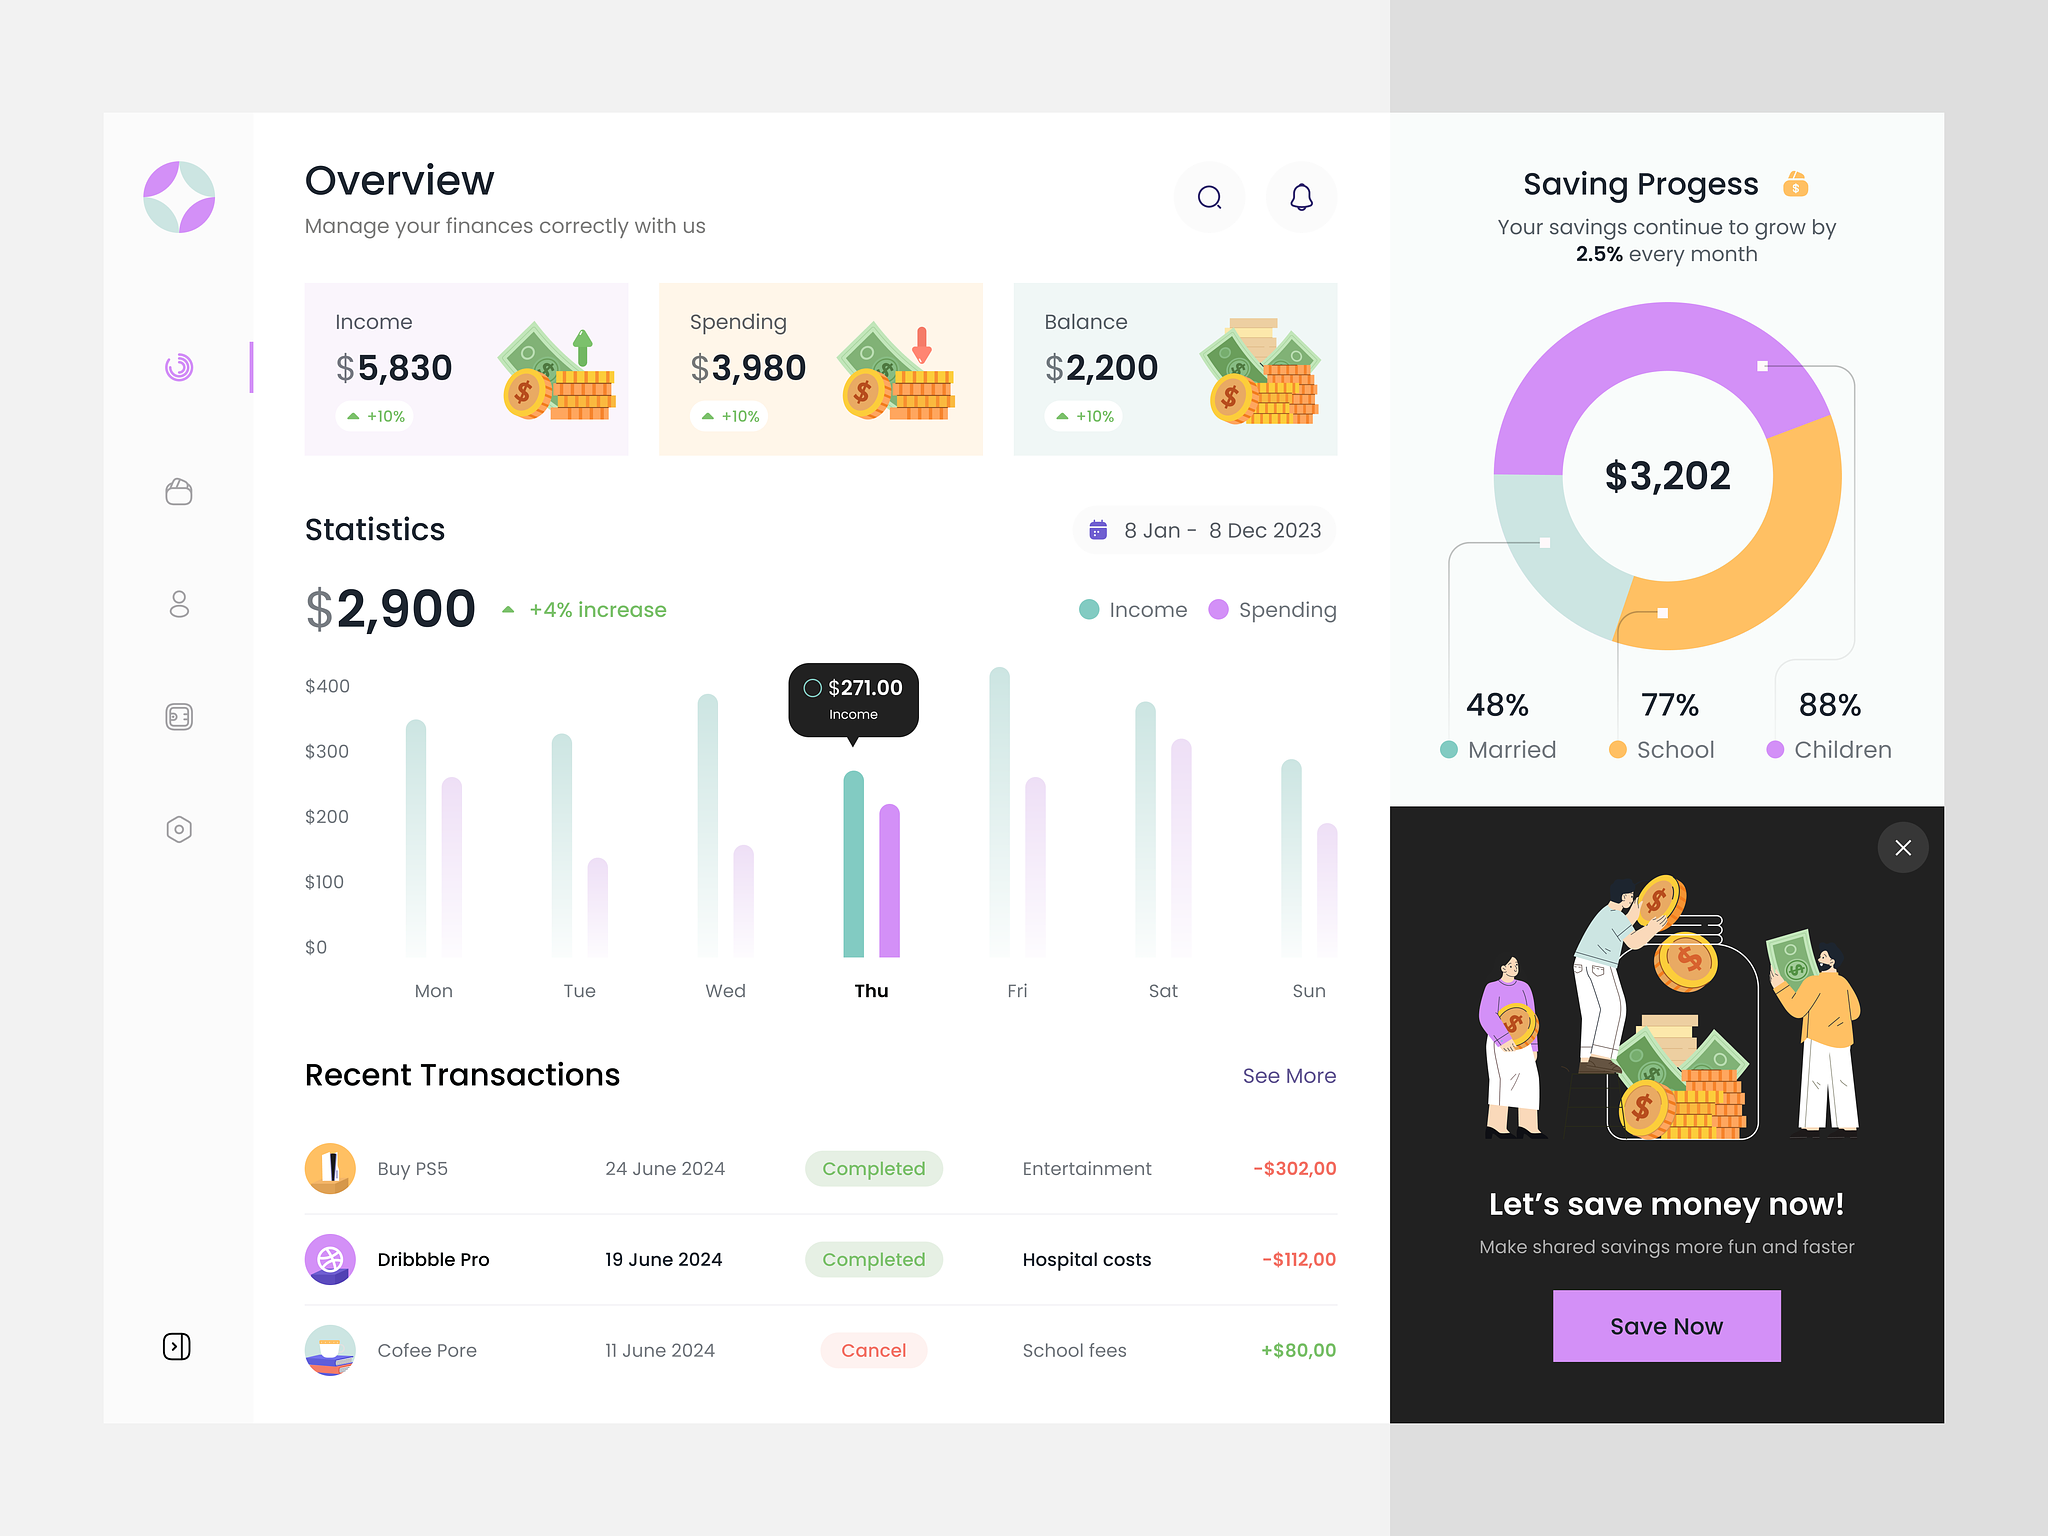 Overview
Manage your finances correctly with us
Income
$5,830
+10%
Spending
$3,980
+10%
Balance
$2,200
+10%
Statistics
8 Jan - 8 Dec 2023
$2,900
+4% increase
Income
Spending
$400
$300
$200
$100
$0
$271.00
Income
Mon
Tue
Wed
Thu
Fri
Sat
Sun
Recent Transactions
See More
Buy PS5 24 June 2024 Completed Entertainment -$302,00
Dribbble Pro 19 June 2024 Completed Hospital costs -$112,00
Cofee Pore 11 June 2024 Cancel School fees +$80,00
Saving Progess
Your savings continue to grow by
2.5% every month
$3,202
48%
Married
77%
School
88%
Children
Let’s save money now!
Make shared savings more fun and faster
Save Now